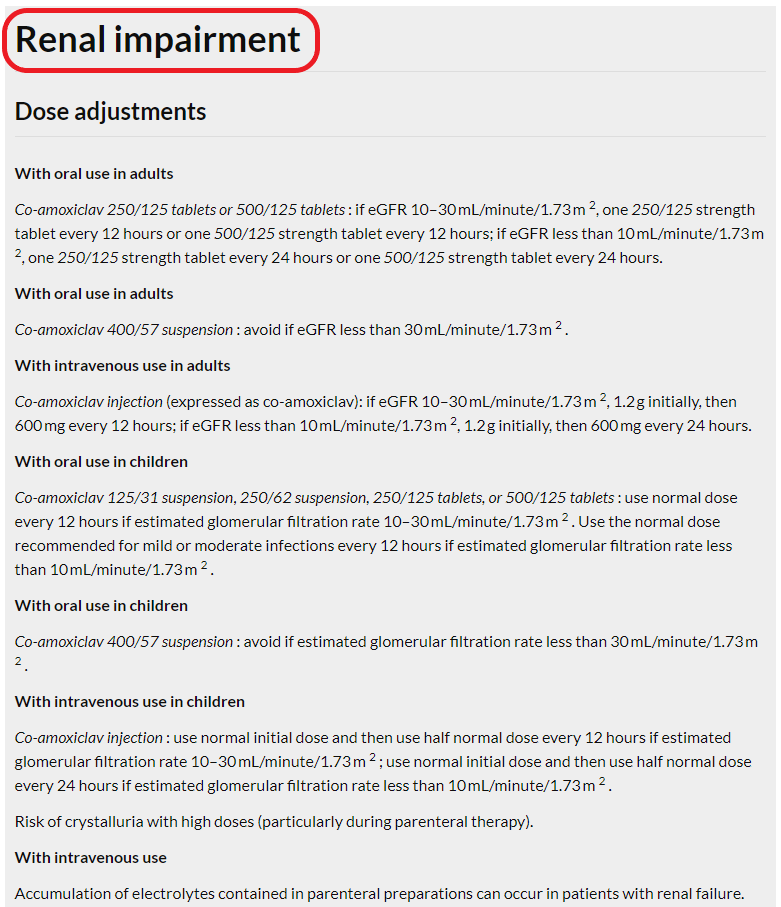 Renal impairment
Dose adjustments
With oral use in adults
Co-amoxiclav 250/125 tablets or 500/125 tablets : if eGFR 10–30 mL/minute/1.73 m 2, one 250/125 strength
tablet every 12 hours or one 500/125 strength tablet every 12 hours; if eGFR less than 10 mL/minute/1.73 m
2, one 250/125 strength tablet every 24 hours or one 500/125 strength tablet every 24 hours.
With oral use in adults
Co-amoxiclav 400/57 suspension : avoid if eGFR less than 30 mL/minute/1.73 m 2 .
With intravenous use in adults
Co-amoxiclav injection (expressed as co-amoxiclav): if eGFR 10–30 mL/minute/1.73 m 2, 1.2 g initially, then
600 mg every 12 hours; if eGFR less than 10 mL/minute/1.73 m 2, 1.2 g initially, then 600 mg every 24 hours.
With oral use in children
Co-amoxiclav 125/31 suspension, 250/62 suspension, 250/125 tablets, or 500/125 tablets : use normal dose
every 12 hours if estimated glomerular filtration rate 10–30 mL/minute/1.73 m 2 . Use the normal dose
recommended for mild or moderate infections every 12 hours if estimated glomerular filtration rate less
than 10 mL/minute/1.73 m 2 .
With oral use in children
Co-amoxiclav 400/57 suspension : avoid if estimated glomerular filtration rate less than 30 mL/minute/1.73 m
2 .
With intravenous use in children
Co-amoxiclav injection : use normal initial dose and then use half normal dose every 12 hours if estimated
glomerular filtration rate 10–30 mL/minute/1.73 m 2 ; use normal initial dose and then use half normal dose
every 24 hours if estimated glomerular filtration rate less than 10 mL/minute/1.73 m 2 .
Risk of crystalluria with high doses (particularly during parenteral therapy).
With intravenous use
Accumulation of electrolytes contained in parenteral preparations can occur in patients with renal failure.